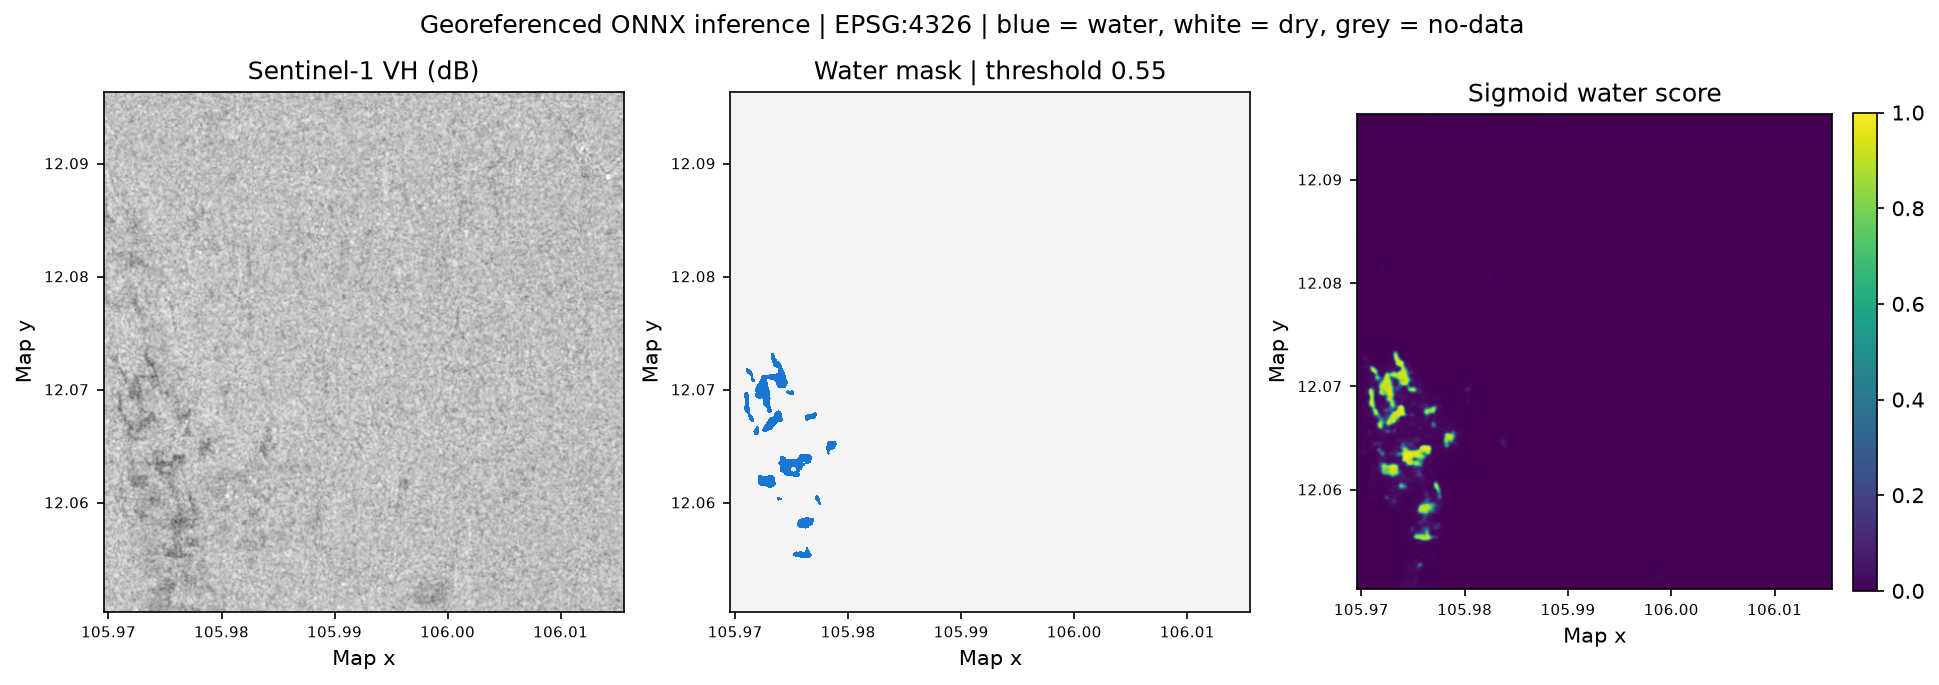 Georeferenced ONNX inference | EPSG:4326 | blue = water, white = dry, grey = no-data
Sentinel-1 VH (dB)
12.09
12.08
12.07
12.06
Map y
105.97 105.98 105.99 106.00 106.01
Map x
Water mask | threshold 0.55
12.09
12.08
12.07
12.06
Map y
105.97 105.98 105.99 106.00 106.01
Map x
Sigmoid water score
12.09
12.08
12.07
12.06
Map y
105.97 105.98 105.99 106.00 106.01
Map x
1.0
0.8
0.6
0.4
0.2
0.0